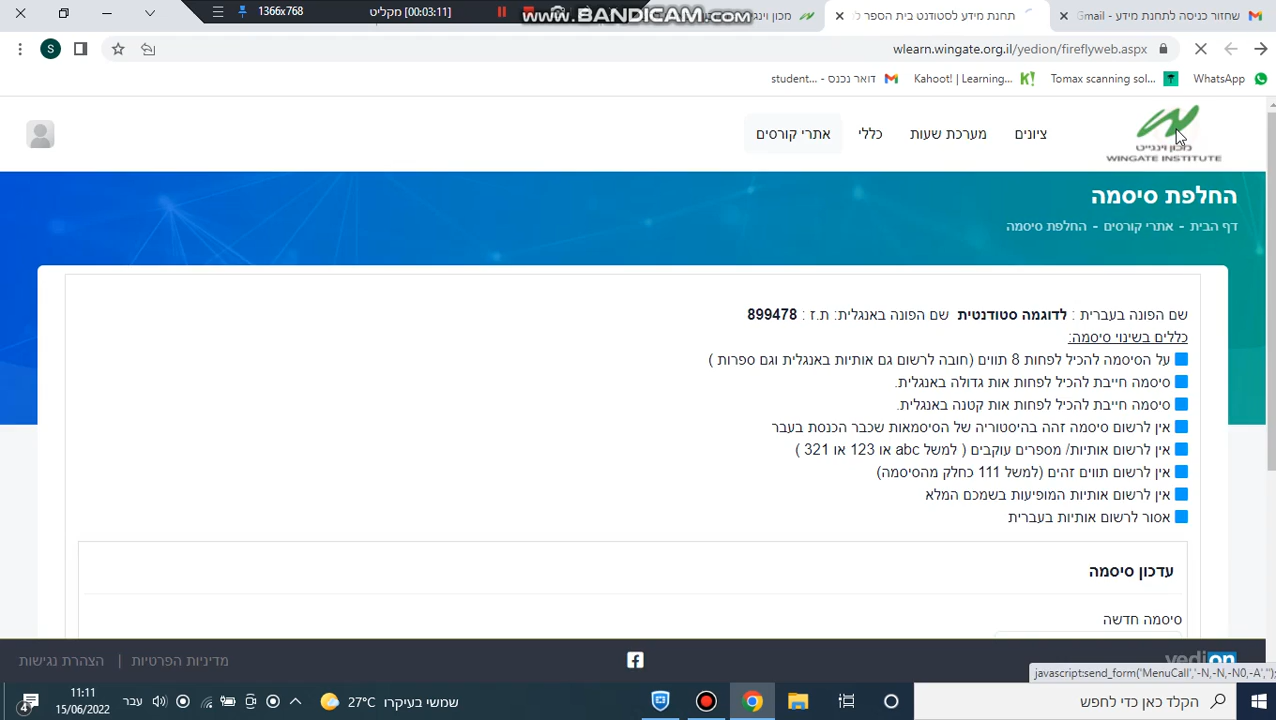 1366x768
מקליט [00:03:11]
www.BANDICAM.com
מכון וינג
תחנת מידע לסטודנט בית הספר ל
שחזור כניסה לתחנת מידע - Gmail
S
wlearn.wingate.org.il/yedion/fireflyweb.aspx
WhatsApp
Tomax scanning sol...
Kahoot! | Learning...
דואר נכנס - student...
מכון וינגייט
WINGATE INSTITUTE
ציונים
מערכת שעות
כללי
אתרי קורסים
החלפת סיסמה
דף הבית - אתרי קורסים - החלפת סיסמה
שם הפונה בעברית : לדוגמה סטודנטית שם הפונה באנגלית: ת.ז : 899478
כללים בשינוי סיסמה:
על הסיסמה להכיל לפחות 8 תווים (חובה לרשום גם אותיות באנגלית וגם ספרות )
סיסמה חייבת להכיל לפחות אות גדולה באנגלית.
סיסמה חייבת להכיל לפחות אות קטנה באנגלית.
אין לרשום סיסמה זהה בהיסטוריה של הסיסמאות שכבר הכנסת בעבר
אין לרשום אותיות/ מספרים עוקבים ( למשל abc או 123 או 321 )
אין לרשום תווים זהים (למשל 111 כחלק מהסיסמה)
אין לרשום אותיות המופיעות בשמכם המלא
אסור לרשום אותיות בעברית
עדכון סיסמה
סיסמה חדשה
yedion
מדיניות הפרטיות | הצהרת נגישות
javascript:send_form('MenuCall','-N,-N,-N0,-A','');
הקלד כאן כדי לחפש
27°C שמשי בעיקרו
עבר
11:11
15/06/2022
4